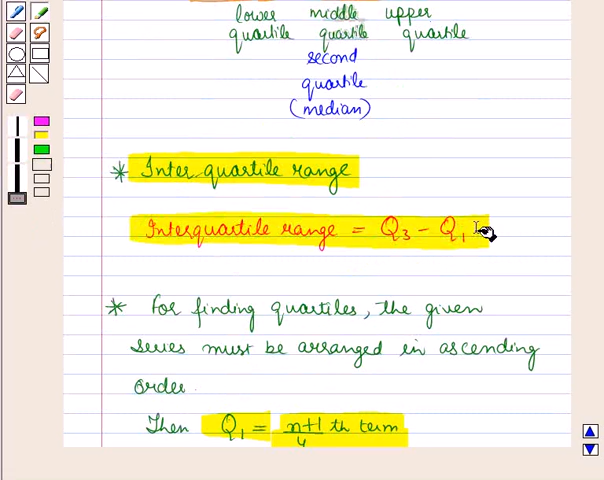 lower middle upper
quartile quartile quartile
second
quartile
(median)
* Inter quartile range
Interquartile range = Q3 - Q1
* For finding quartiles, the given
series must be arranged in ascending
order.
Then Q1 = n+1 th term
4